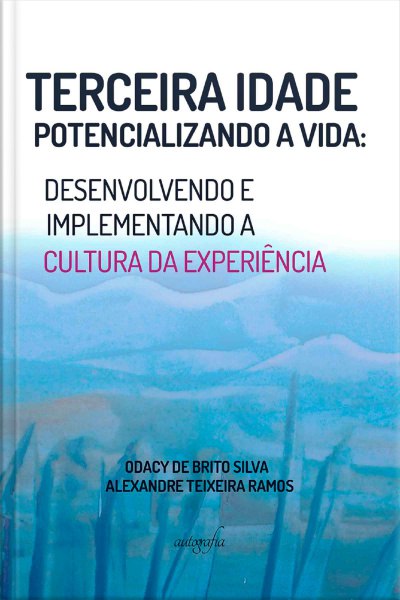 TERCEIRA IDADE
POTENCIALIZANDO A VIDA:
DESENVOLVENDO E
IMPLEMENTANDO A
CULTURA DA EXPERIÊNCIA
ODACY DE BRITO SILVA
ALEXANDRE TEIXEIRA RAMOS
autografia